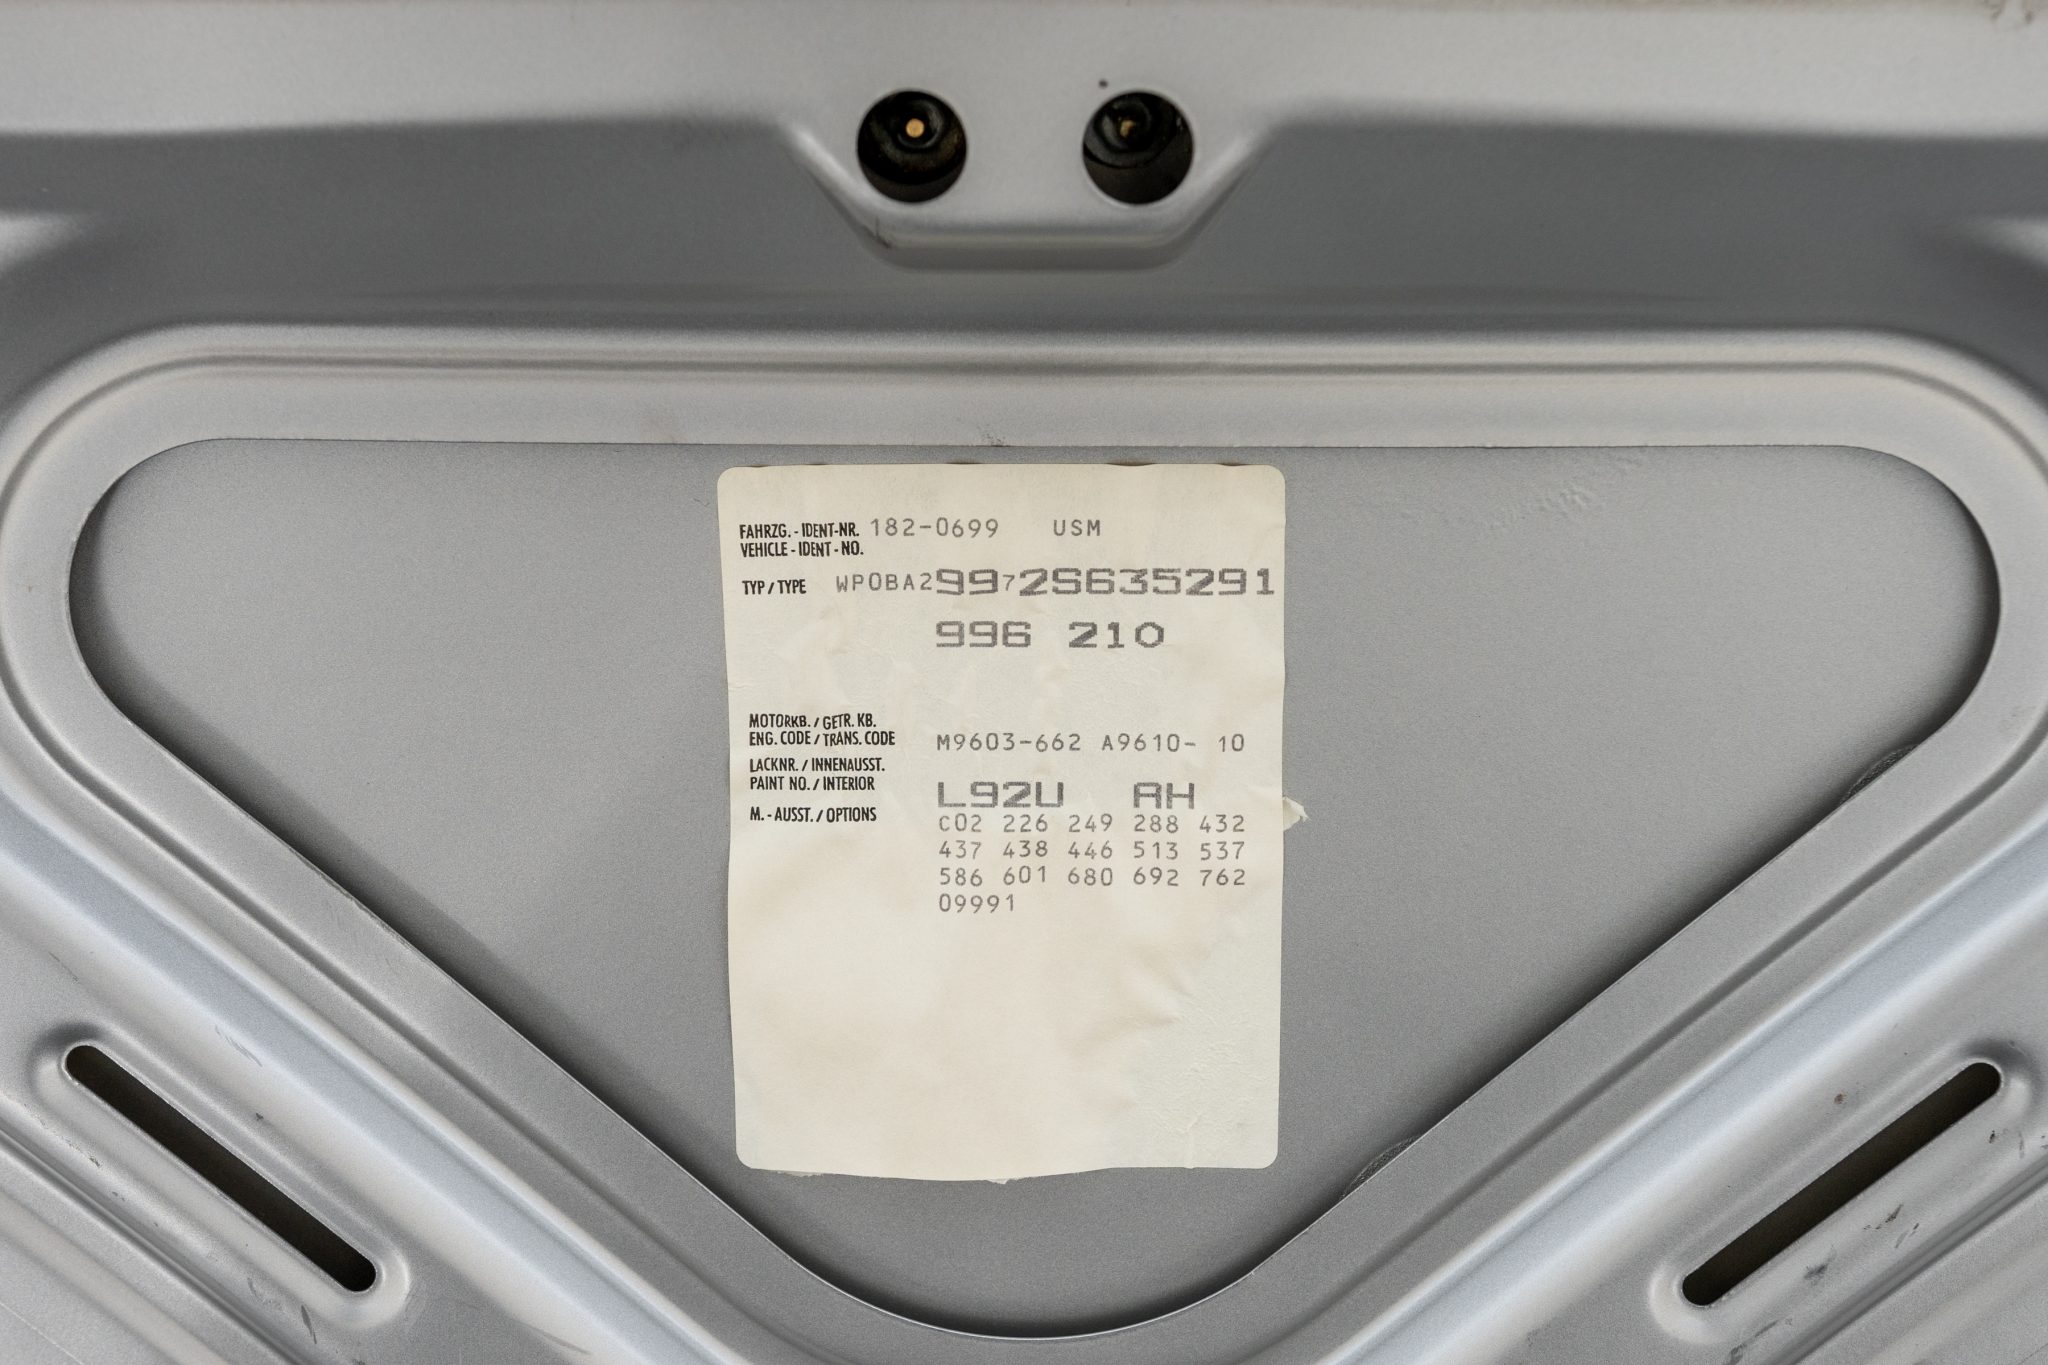 FAHRZG. - IDENT-NR. 182-0699 USM
VEHICLE - IDENT - NO.
TYP / TYPE WP0BA29972S635291
996 210
MOTORKB. / GETR. KB.
ENG. CODE / TRANS. CODE M9603-662 A9610- 10
LACKNR. / INNENAUSST.
PAINT NO. / INTERIOR L92U AH
M. - AUSST. / OPTIONS C02 226 249 288 432
437 438 446 513 537
586 601 680 692 762
09991